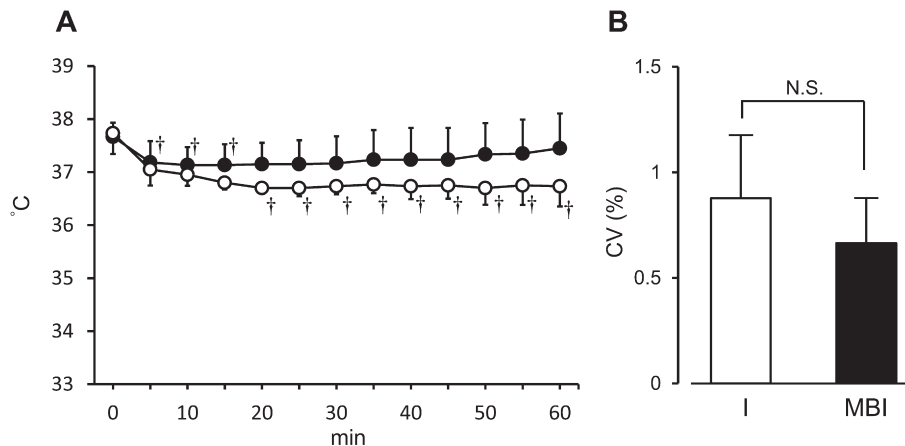 A
39
38
37
36
35
34
33
°C
† † †
† † † † † † † † †
0 10 20 30 40 50 60
min
B
1.5
1
0.5
0
CV (%)
N.S.
I MBI